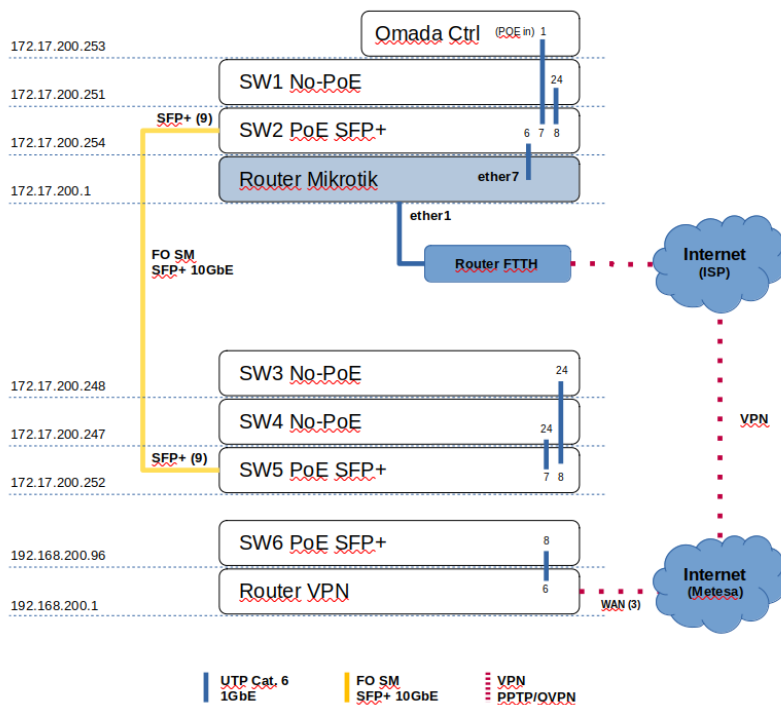 Omada Ctrl (POE in) 1
172.17.200.253
SW1 No-PoE 24
172.17.200.251
SFP+ (9)
SW2 PoE SFP+ 6 7 8
172.17.200.254
Router Mikrotik ether7
172.17.200.1
ether1
FO SM
SFP+ 10GbE
Router FTTH
Internet
(ISP)
SW3 No-PoE 24
172.17.200.248
SW4 No-PoE 24
172.17.200.247
VPN
SFP+ (9)
SW5 PoE SFP+ 7 8
172.17.200.252
SW6 PoE SFP+ 8
192.168.200.96
Router VPN 6
192.168.200.1
WAN (3)
Internet
(Metesa)
UTP Cat. 6
1GbE
FO SM
SFP+ 10GbE
VPN
PPTP/OVPN